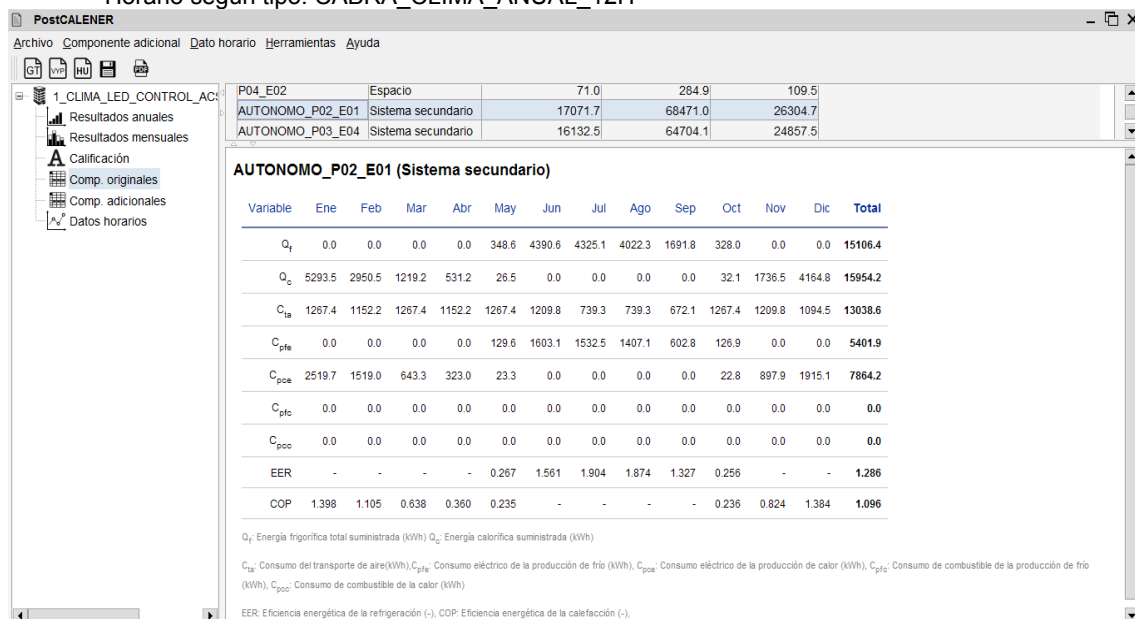 Horario según tipo: CABRA_CLIMA_ANUAL_12H
PostCALENER
Archivo Componente adicional Dato horario Herramientas Ayuda
GT VYP HU PDF
1_CLIMA_LED_CONTROL_ACS
Resultados anuales
Resultados mensuales
Calificación
Comp. originales
Comp. adicionales
Datos horarios
P04_E02 Espacio 71.0 284.9 109.5
AUTONOMO_P02_E01 Sistema secundario 17071.7 68471.0 26304.7
AUTONOMO_P03_E04 Sistema secundario 16132.5 64704.1 24857.5
AUTONOMO_P02_E01 (Sistema secundario)
Variable Ene Feb Mar Abr May Jun Jul Ago Sep Oct Nov Dic Total
Qf 0.0 0.0 0.0 0.0 348.6 4390.6 4325.1 4022.3 1691.8 328.0 0.0 0.0 15106.4
Qc 5293.5 2950.5 1219.2 531.2 26.5 0.0 0.0 0.0 0.0 32.1 1736.5 4164.8 15954.2
Cta 1267.4 1152.2 1267.4 1152.2 1267.4 1209.8 739.3 739.3 672.1 1267.4 1209.8 1094.5 13038.6
Cpfe 0.0 0.0 0.0 0.0 129.6 1603.1 1532.5 1407.1 602.8 126.9 0.0 0.0 5401.9
Cpce 2519.7 1519.0 643.3 323.0 23.3 0.0 0.0 0.0 0.0 22.8 897.9 1915.1 7864.2
Cpfc 0.0 0.0 0.0 0.0 0.0 0.0 0.0 0.0 0.0 0.0 0.0 0.0 0.0
Cpcc 0.0 0.0 0.0 0.0 0.0 0.0 0.0 0.0 0.0 0.0 0.0 0.0 0.0
EER - - - - 0.267 1.561 1.904 1.874 1.327 0.256 - - 1.286
COP 1.398 1.105 0.638 0.360 0.235 - - - - 0.236 0.824 1.384 1.096
Qf: Energía frigorífica total suministrada (kWh) Qc: Energía calorífica suministrada (kWh)
Cta: Consumo del transporte de aire(kWh),Cpfe: Consumo eléctrico de la producción de frío (kWh), Cpce: Consumo eléctrico de la producción de calor (kWh), Cpfc: Consumo de combustible de la producción de frío
(kWh), Cpcc: Consumo de combustible de la calor (kWh)
EER: Eficiencia energética de la refrigeración (-), COP: Eficiencia energética de la calefacción (-),